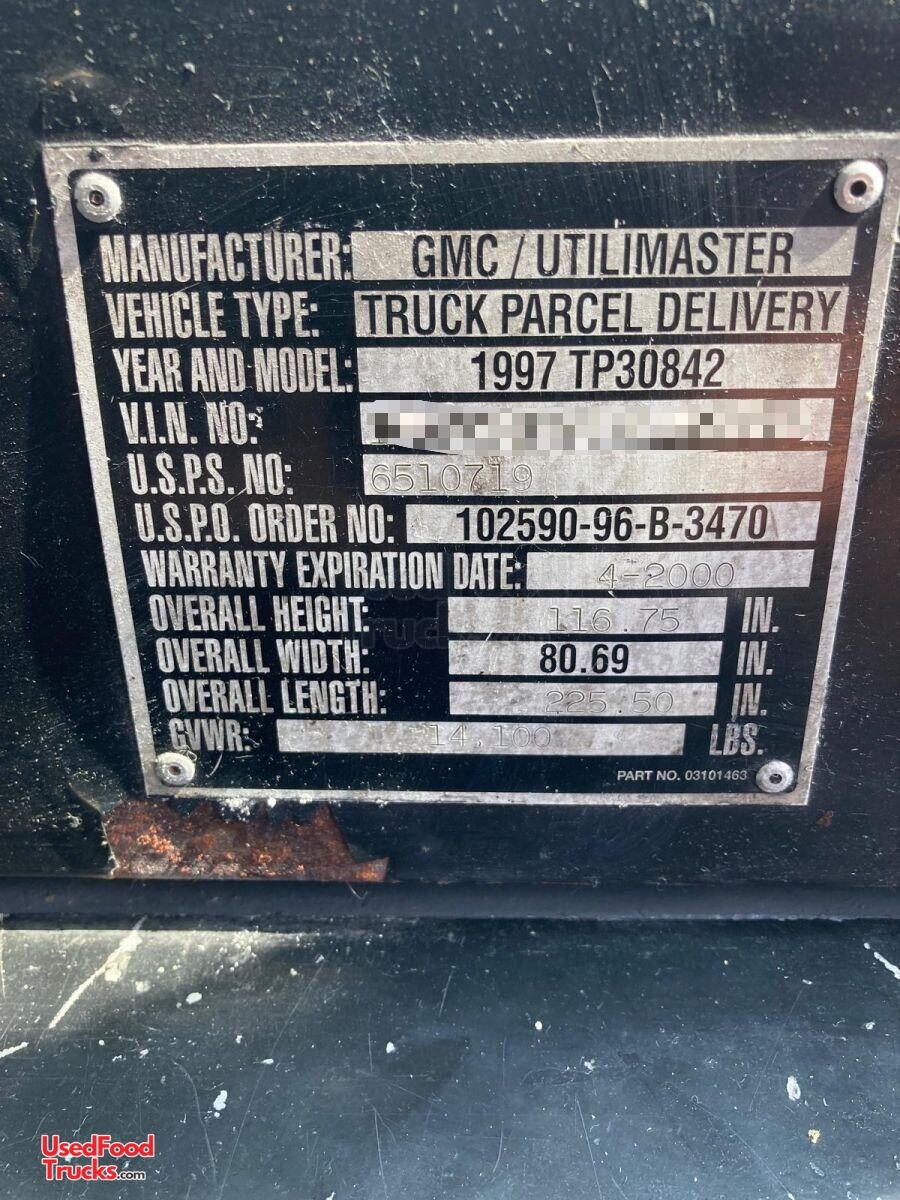 MANUFACTURER: GMC / UTILIMASTER
VEHICLE TYPE: TRUCK PARCEL DELIVERY
YEAR AND MODEL: 1997 TP30842
V.I.N. NO:
U.S.P.S. NO: 6510719
U.S.P.O. ORDER NO: 102590-96-B-3470
WARRANTY EXPIRATION DATE: 4-2000
OVERALL HEIGHT: 116.75 IN.
OVERALL WIDTH: 80.69 IN.
OVERALL LENGTH: 225.50 IN.
GVWR: 14,100 LBS.
PART NO. 03101463
UsedFood
Trucks.com